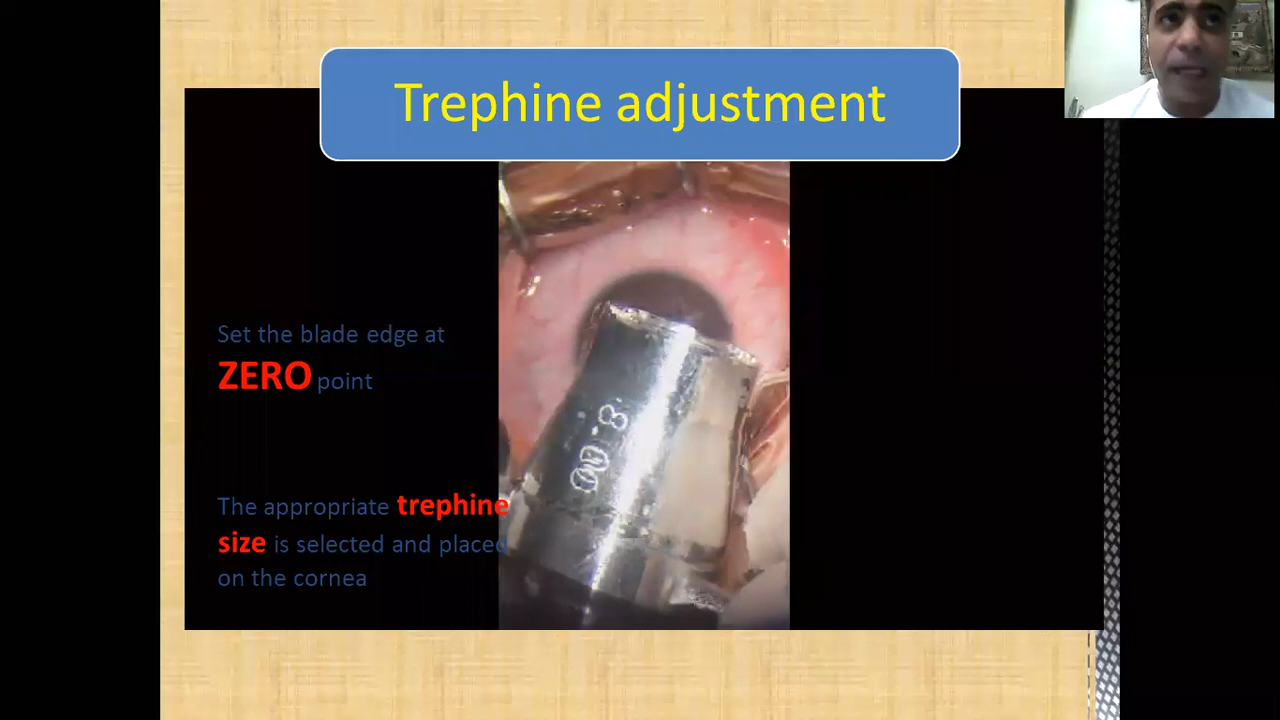 Trephine adjustment
Set the blade edge at
ZERO point
8.00
The appropriate trephine
size is selected and placed
on the cornea